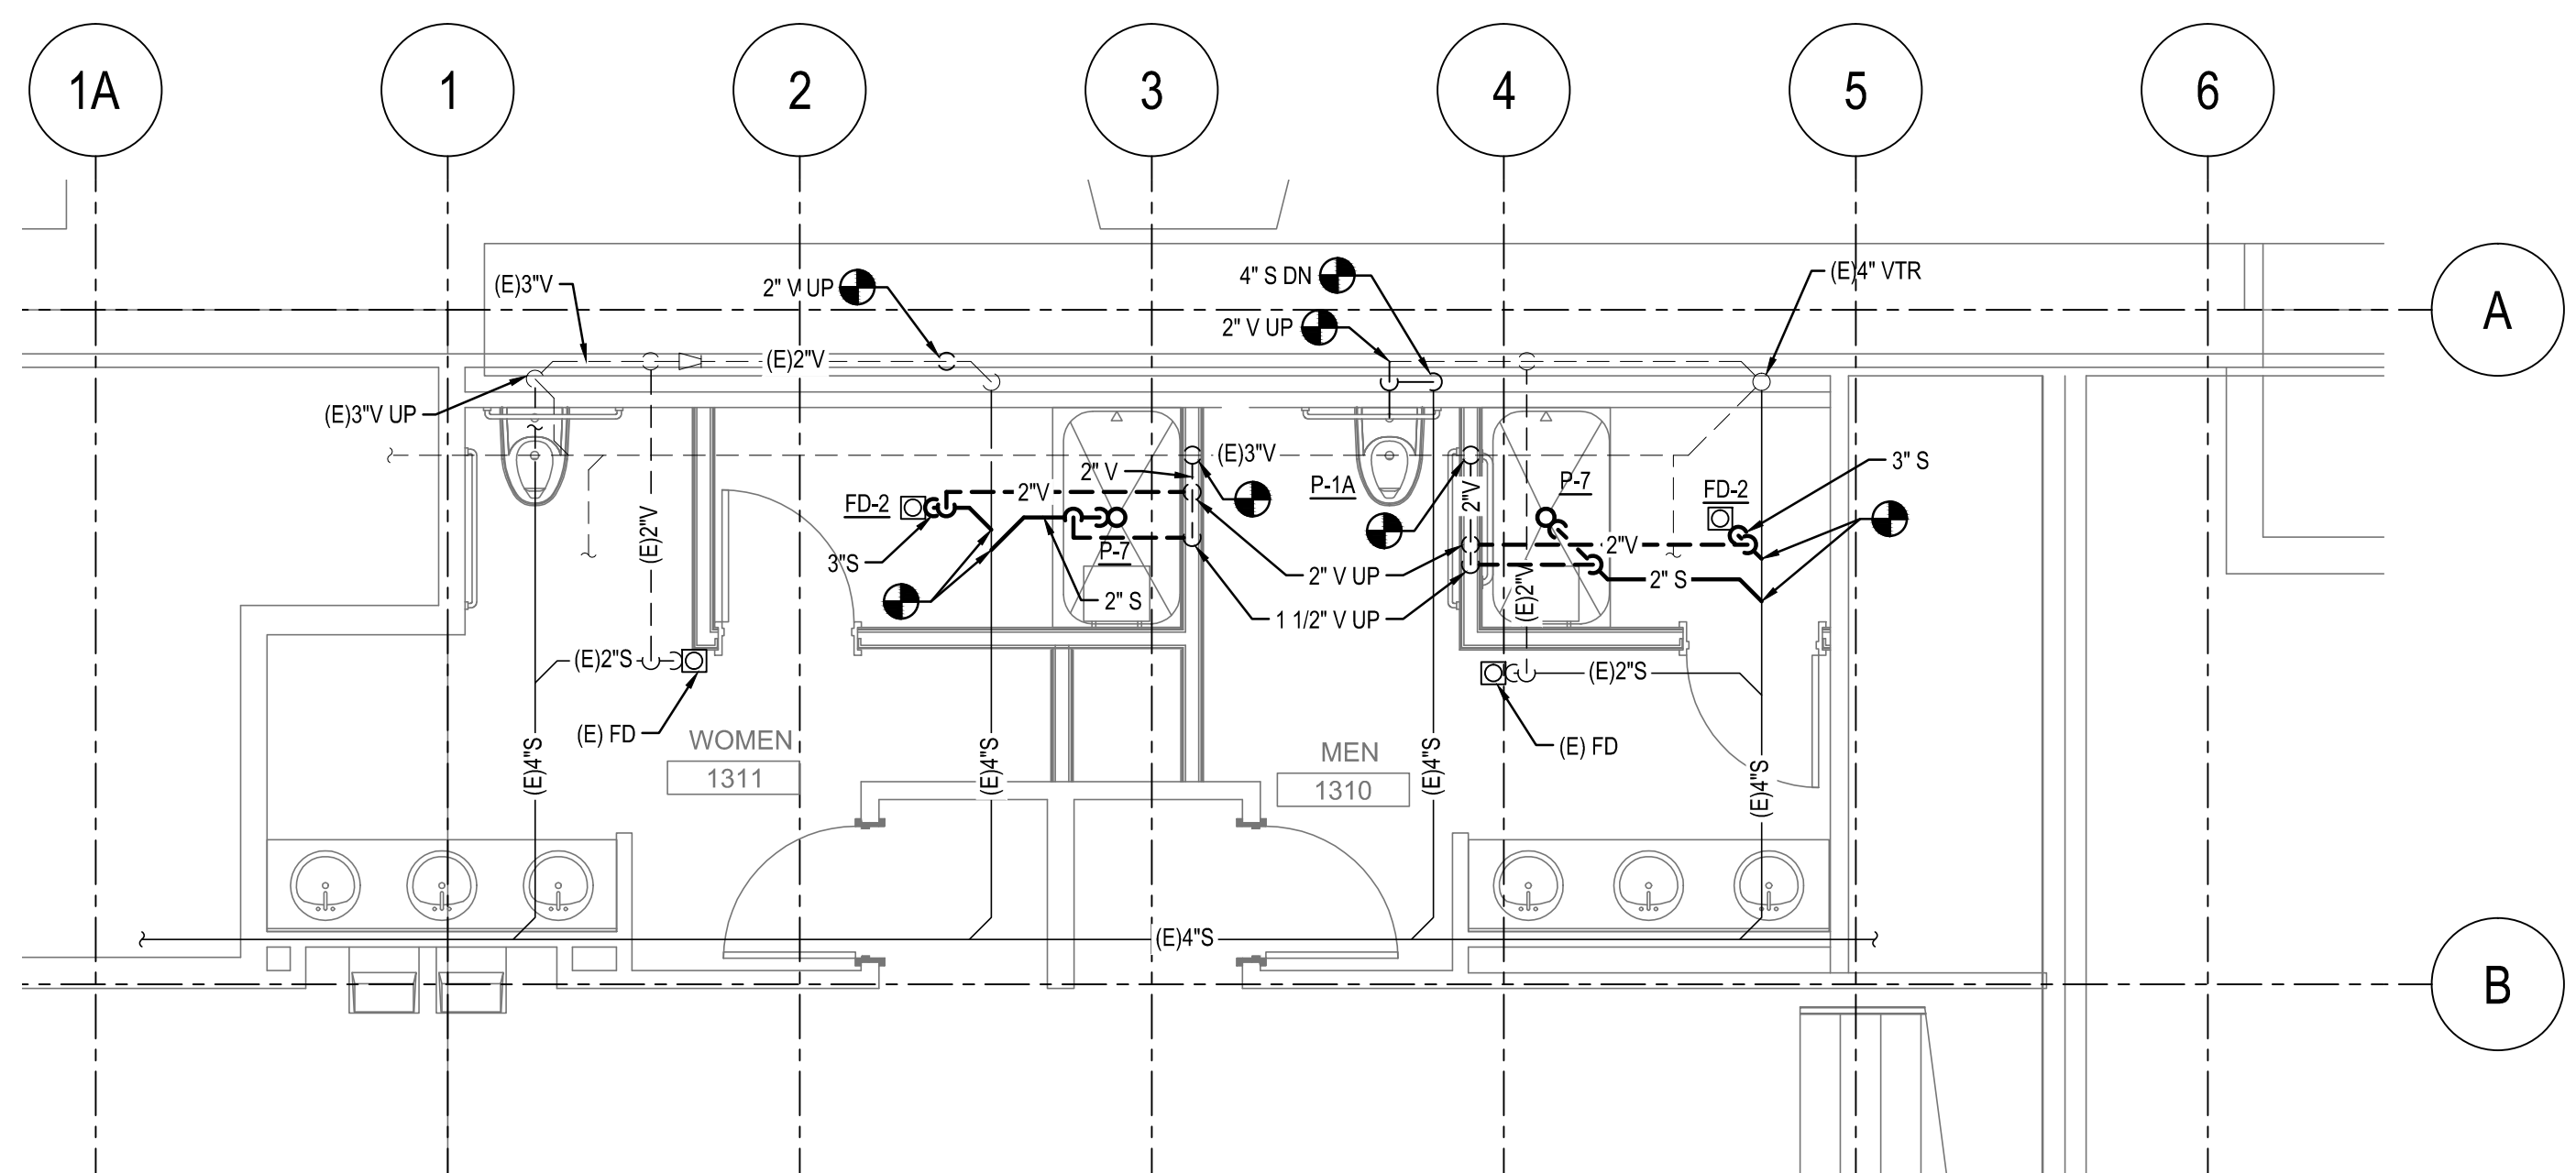 1A
1
2
3
4
5
6
A
(E)3"V
2" V UP
4" S DN
(E)4" VTR
2" V UP
(E)2"V
(E)3"V UP
(E)3"V
2" V
2"V
P-1A
2"V
P-7
FD-2
3" S
FD-2
(E)2"V
3"S
P-7
2" S
2" V UP
1 1/2" V UP
2"V
(E)2"V
2" S
(E)2"S
(E)2"S
(E) FD
(E) FD
WOMEN
1311
MEN
1310
(E)4"S
(E)4"S
(E)4"S
(E)4"S
(E)4"S
B